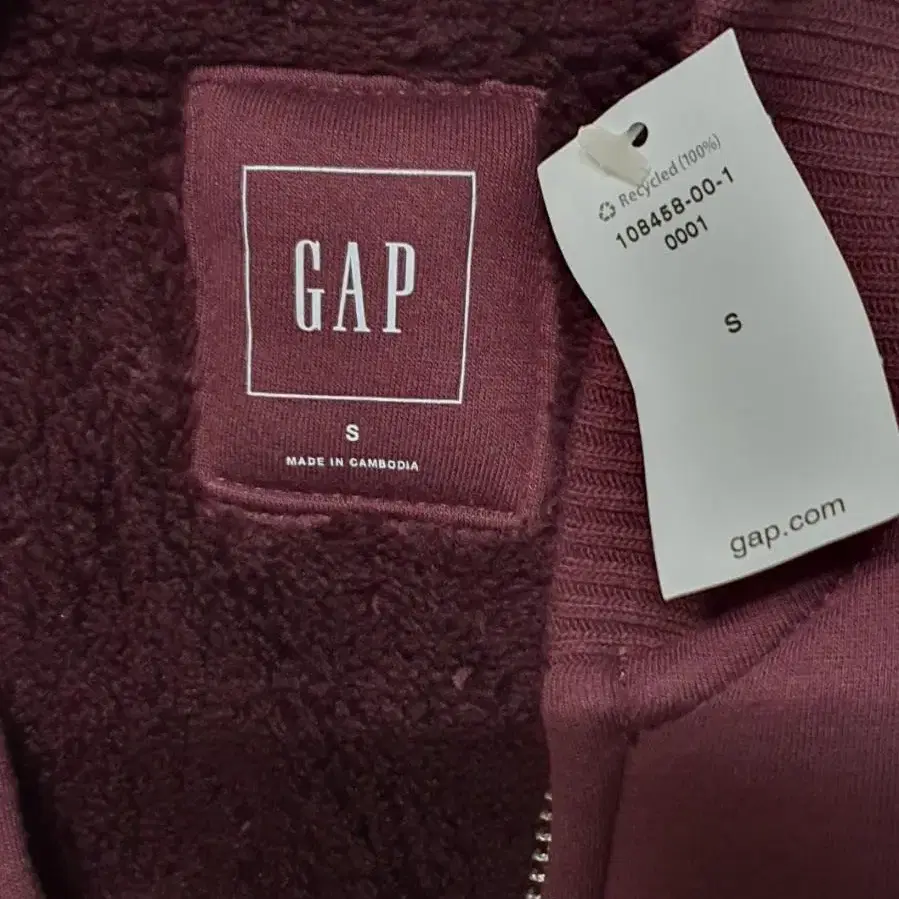 GAP
S
MADE IN CAMBODIA
Recycled (100%)
108458-00-1
0001
S
gap.com